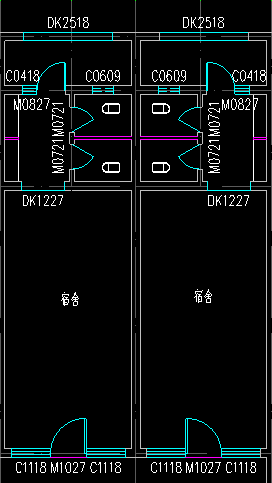 DK2518 DK2518
C0418 C0609 C0609 C0418
M0827 M0721 M0721 M0827
M0721 M0721
DK1227 DK1227
宿舍 宿舍
C1118 M1027 C1118 C1118 M1027 C1118